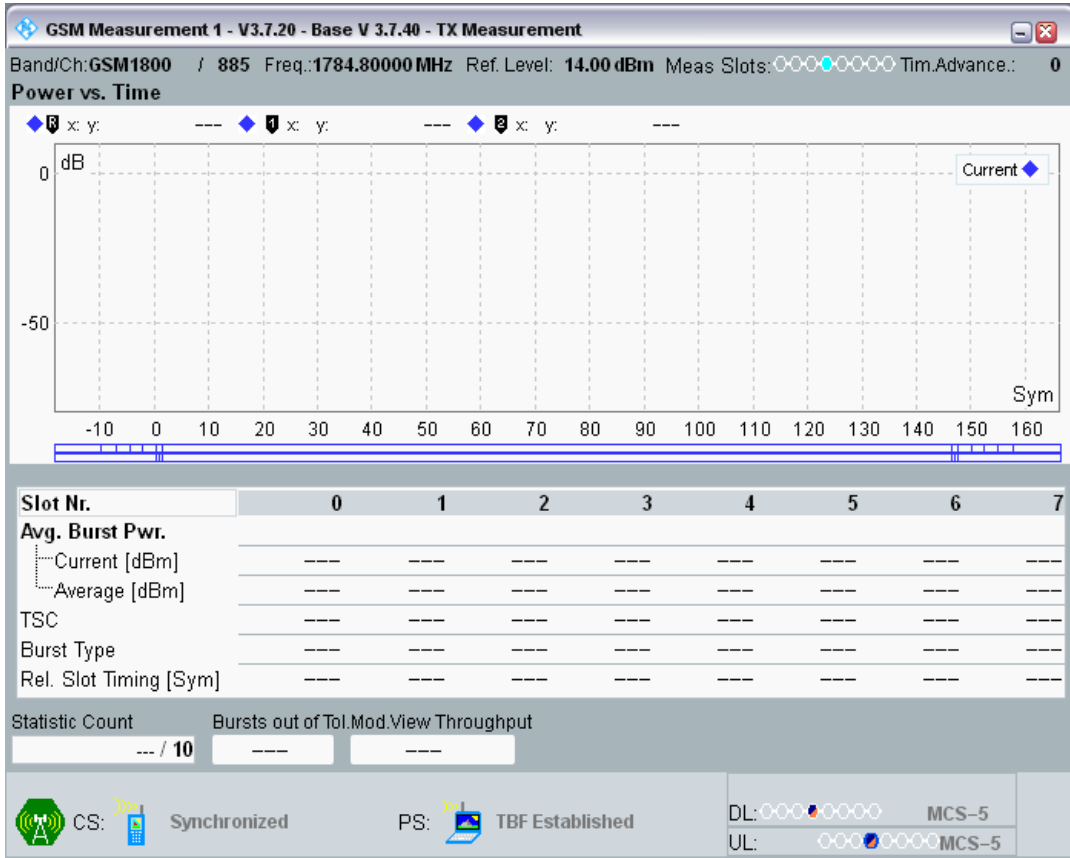 GSM Measurement 1 - V3.7.20 - Base V 3.7.40 - TX Measurement
Band/Ch:GSM1800 / 885 Freq.:1784.80000 MHz Ref. Level: 14.00 dBm Meas Slots: Tim.Advance.: 0
Power vs. Time
R x: y: --- 1 x: y: --- 2 x: y: ---
dB
0
Current
-50
Sym
-10 0 10 20 30 40 50 60 70 80 90 100 110 120 130 140 150 160
Slot Nr. 0 1 2 3 4 5 6 7
Avg. Burst Pwr.
Current [dBm] --- --- --- --- --- --- --- ---
Average [dBm] --- --- --- --- --- --- --- ---
TSC --- --- --- --- --- --- --- ---
Burst Type --- --- --- --- --- --- --- ---
Rel. Slot Timing [Sym] --- --- --- --- --- --- --- ---
Statistic Count Bursts out of Tol.Mod.View Throughput
--- / 10 --- ---
CS: Synchronized PS: TBF Established DL: MCS-5
UL: MCS-5